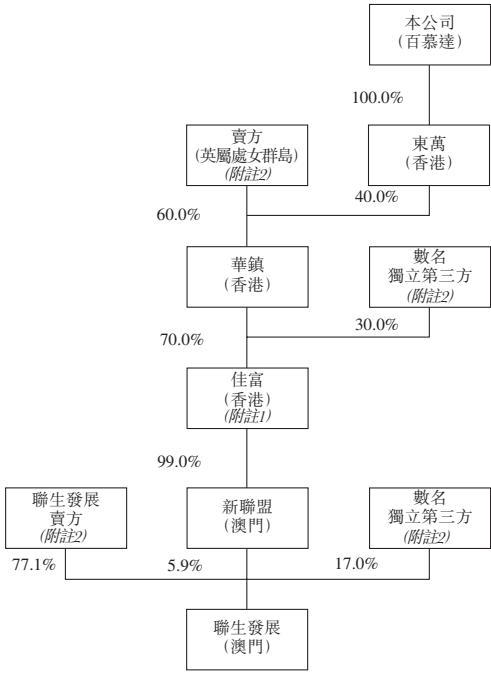 本公司
(百慕達)
100.0%
賣方
(英屬處女群島)
(附註2)
東萬
(香港)
60.0%
40.0%
華鎮
(香港)
數名
獨立第三方
(附註2)
70.0%
30.0%
佳富
(香港)
(附註1)
99.0%
聯生發展
賣方
(附註2)
新聯盟
(澳門)
數名
獨立第三方
(附註2)
77.1%
5.9%
17.0%
聯生發展
(澳門)